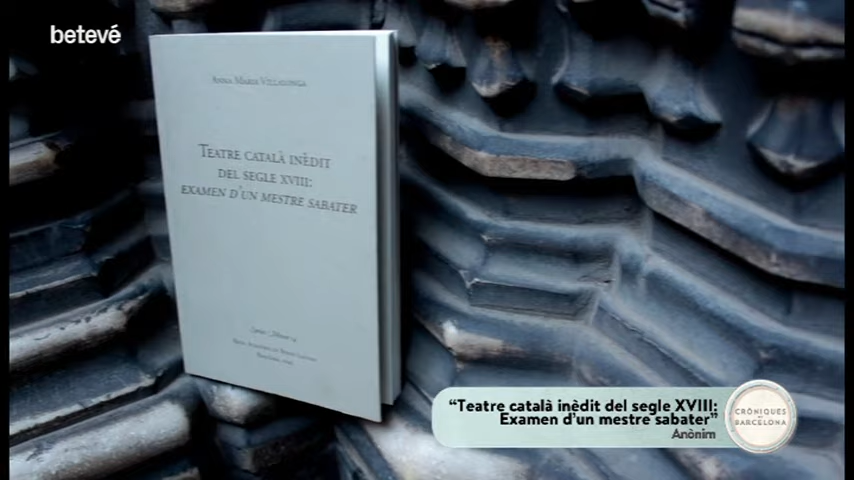 betevé
ANNA MARIA VILLALONGA
TEATRE CATALÀ INÈDIT
DEL SEGLE XVIII:
EXAMEN D'UN MESTRE SABATER
"Teatre català inèdit del segle XVIII:
Examen d'un mestre sabater"
Anònim
CRÒNIQUES
BARCELONA